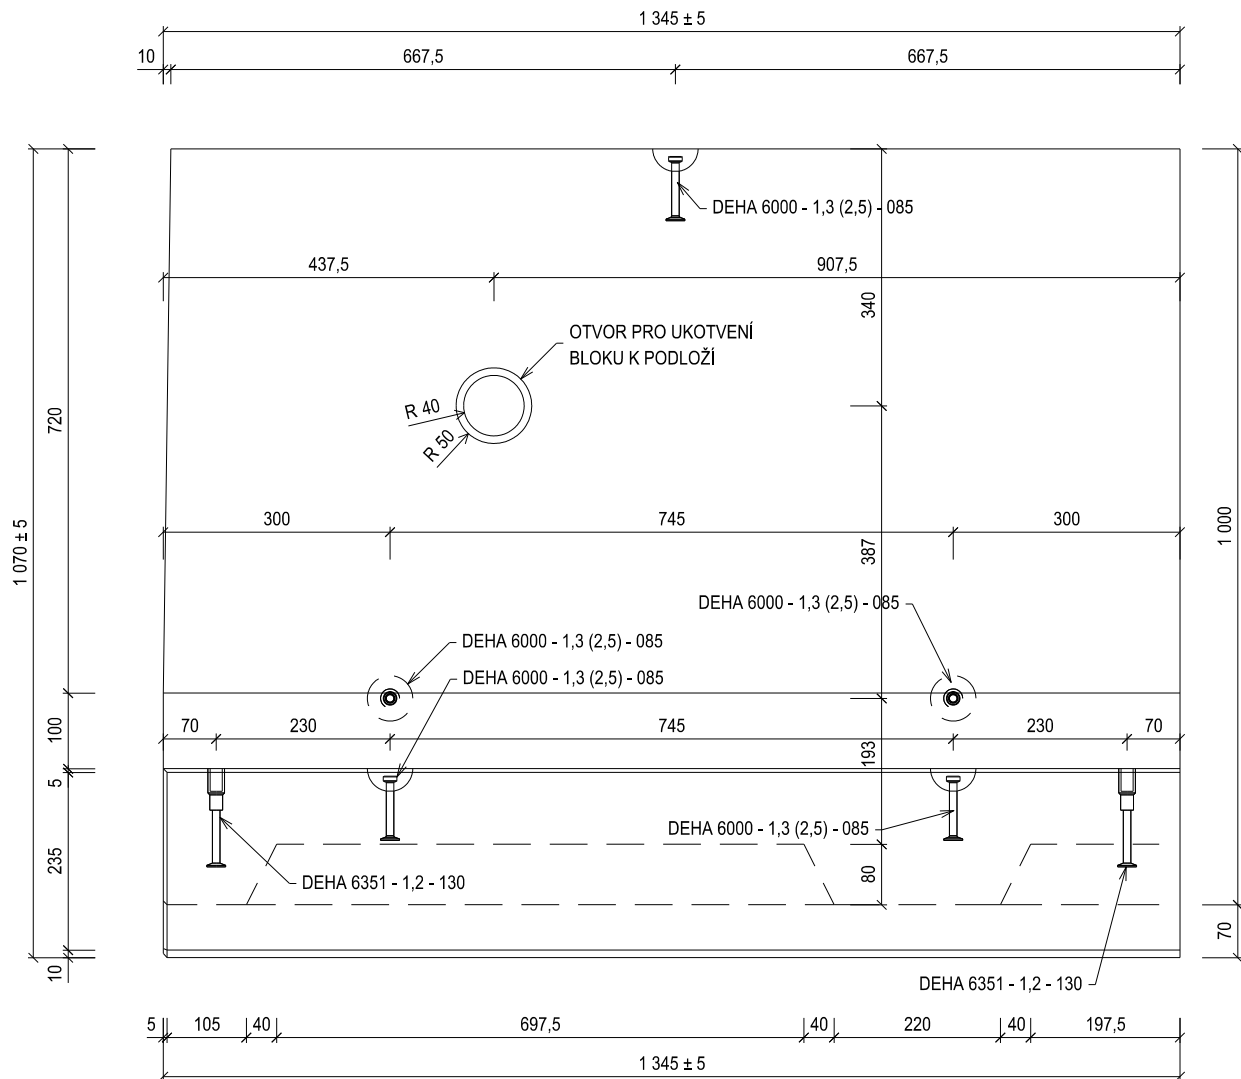 1 345 ± 5
10
667,5
667,5
DEHA 6000 - 1,3 (2,5) - 085
437,5
907,5
340
OTVOR PRO UKOTVENÍ
BLOKU K PODLOŽÍ
R 40
R 50
720
1 070 ± 5
1 000
300
745
300
387
DEHA 6000 - 1,3 (2,5) - 085
DEHA 6000 - 1,3 (2,5) - 085
DEHA 6000 - 1,3 (2,5) - 085
100
70
230
745
230
70
193
5
235
DEHA 6000 - 1,3 (2,5) - 085
DEHA 6351 - 1,2 - 130
80
70
10
DEHA 6351 - 1,2 - 130
5
105
40
697,5
40
220
40
197,5
1 345 ± 5